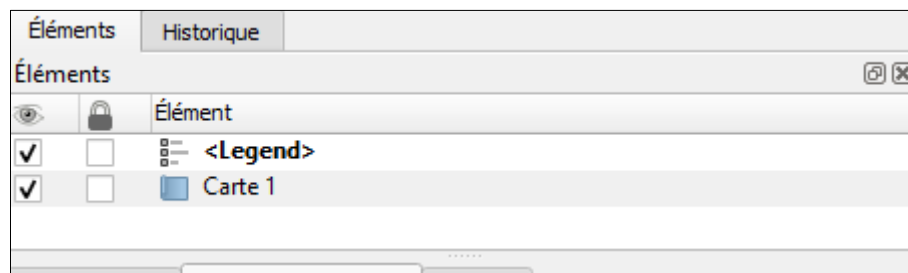 Éléments Historique
Éléments
Élément
<Legend>
Carte 1